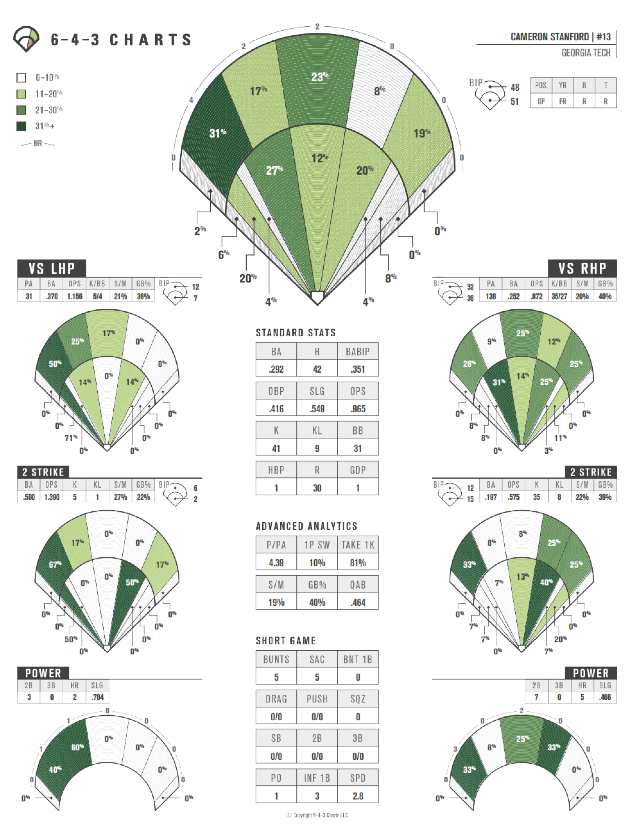 6-4-3 CHARTS
CAMERON STANFORD | #13
GEORGIA TECH
0-10%
11-20%
21-30%
31%+
HR
BIP 48
51
POS. YR B T
OF FR R R
0 4 2 2 0 0 0
31% 17% 23% 8% 19%
27% 12% 20%
2% 6% 20% 4% 4% 8% 0% 0%
VS LHP
PA BA OPS K/BB S/M GB% BIP 12
31 .370 1.166 6/4 21% 36% 7
50% 25% 17% 0% 8%
14% 0% 14%
0% 0% 71% 0% 0% 0% 0%
2 STRIKE
BA OPS K KL S/M GB% BIP 6
.500 1.390 5 1 27% 22% 2
67% 17% 0% 0% 17%
0% 0% 50%
0% 0% 50% 0% 0% 0% 0% 0%
POWER
2B 3B HR SLG
3 0 2 .704
0 1 1 0 0 0 0
40% 60% 0% 0% 0%
0% 0%
STANDARD STATS
BA H BABIP
.292 42 .351
OBP SLG OPS
.416 .549 .965
K KL BB
41 9 31
HBP R GDP
1 30 1
ADVANCED ANALYTICS
P/PA 1P SW TAKE 1K
4.38 10% 81%
S/M GB% QAB
19% 40% .464
SHORT GAME
BUNTS SAC BNT 1B
5 5 0
DRAG PUSH SQZ
0/0 0/0 0
SB 2B 3B
0/0 0/0 0/0
PO INF 1B SPD
1 3 2.8
© Copyright 6-4-3 Charts LLC
VS RHP
BIP 32 PA BA OPS K/BB S/M GB%
36 138 .262 .872 35/27 20% 40%
28% 9% 25% 12% 25%
31% 14% 25%
0% 8% 8% 0% 3% 11% 0% 0%
2 STRIKE
BIP 12 BA OPS K KL S/M GB%
15 .197 .575 35 8 22% 39%
33% 8% 8% 25% 25%
7% 13% 40%
0% 7% 7% 0% 7% 20% 0% 0%
POWER
2B 3B HR SLG
7 0 5 .466
0 3 2 0 0 0
33% 8% 25% 33% 0%
0% 0%